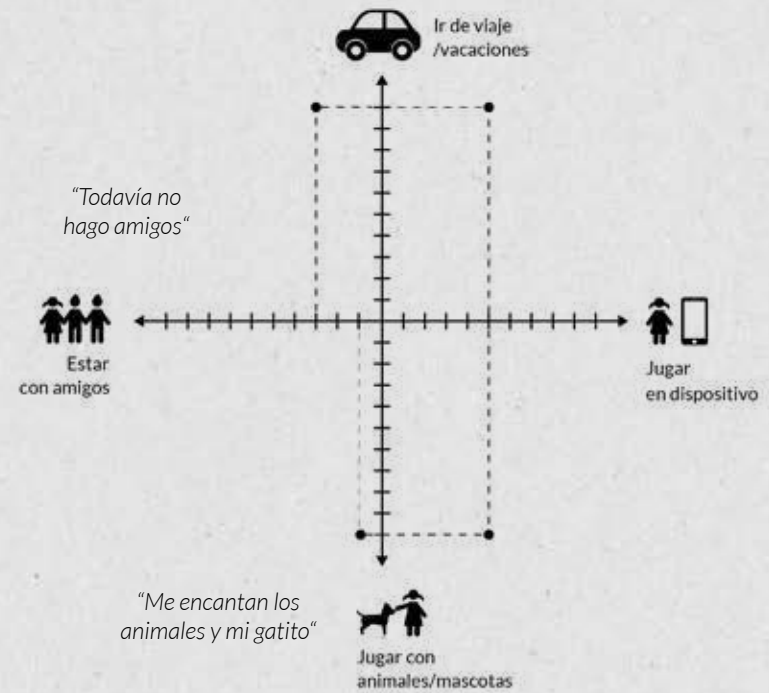 Ir de viaje
/vacaciones
“Todavía no
hago amigos“
Estar
con amigos
Jugar
en dispositivo
“Me encantan los
animales y mi gatito“
Jugar con
animales/mascotas